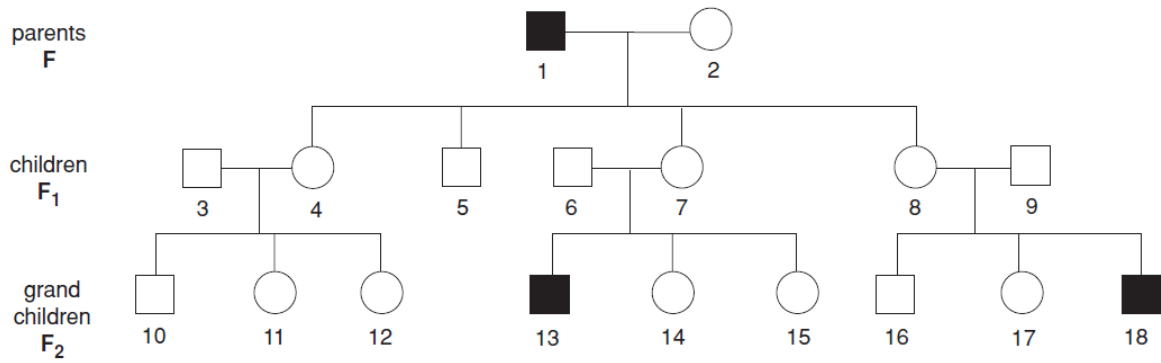 parents
F
1 2
children
F₁
3 4 5 6 7 8 9
grand
children
F₂
10 11 12 13 14 15 16 17 18